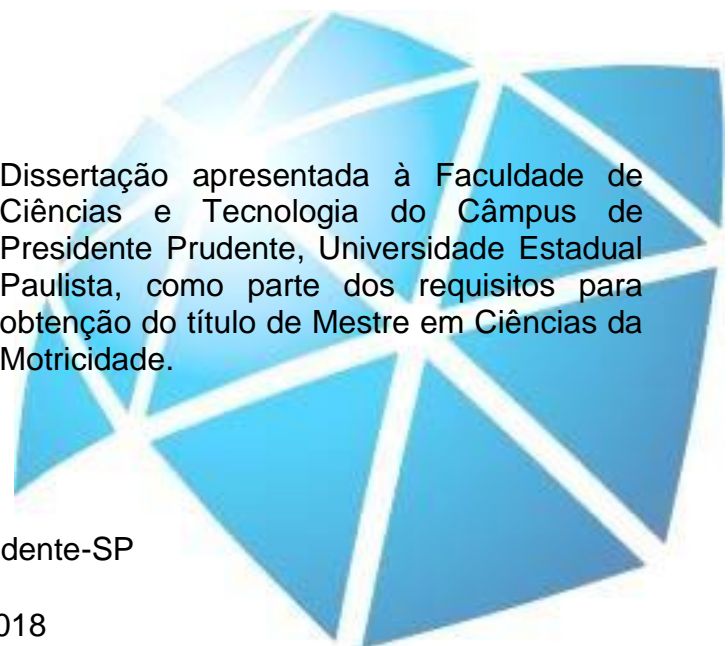 Dissertação apresentada à Faculdade de
Ciências e Tecnologia do Câmpus de
Presidente Prudente, Universidade Estadual
Paulista, como parte dos requisitos para
obtenção do título de Mestre em Ciências da
Motricidade.
dente-SP
018